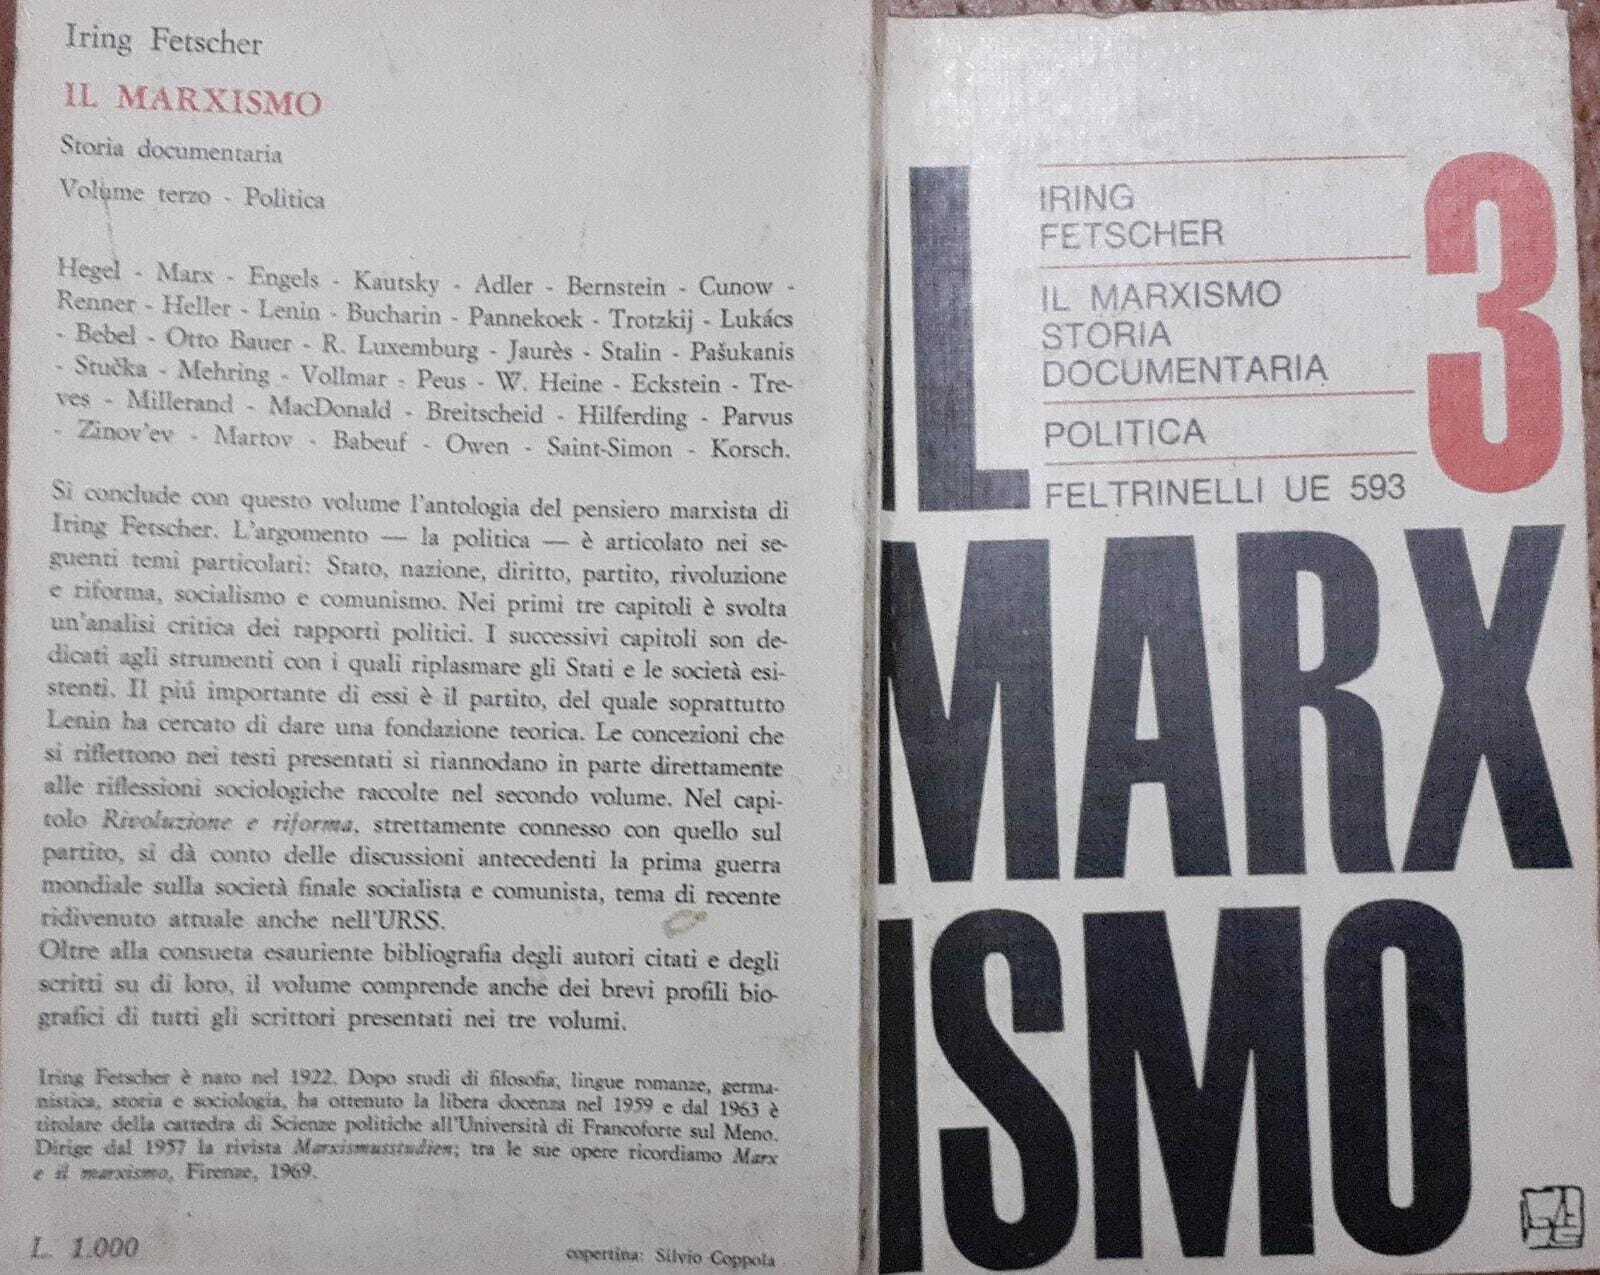 Iring Fetscher
IL MARXISMO
Storia documentaria
Volume terzo - Politica
Hegel - Marx - Engels - Kautsky - Adler - Bernstein - Cunow -
Renner - Heller - Lenin - Bucharin - Pannekoek - Trotzkij - Lukács
- Bebel - Otto Bauer - R. Luxemburg - Jaurès - Stalin - Pašukanis
- Stučka - Mehring - Vollmar - Peus - W. Heine - Eckstein - Tre-
ves - Millerand - MacDonald - Breitscheid - Hilferding - Parvus
- Zinov'ev - Martov - Babeuf - Owen - Saint-Simon - Korsch.
Si conclude con questo volume l'antologia del pensiero marxista di
Iring Fetscher. L'argomento — la politica — è articolato nei se-
guenti temi particolari: Stato, nazione, diritto, partito, rivoluzione
e riforma, socialismo e comunismo. Nei primi tre capitoli è svolta
un'analisi critica dei rapporti politici. I successivi capitoli son de-
dicati agli strumenti con i quali riplasmare gli Stati e le società esi-
stenti. Il piú importante di essi è il partito, del quale soprattutto
Lenin ha cercato di dare una fondazione teorica. Le concezioni che
si riflettono nei testi presentati si riannodano in parte direttamente
alle riflessioni sociologiche raccolte nel secondo volume. Nel capi-
tolo Rivoluzione e riforma, strettamente connesso con quello sul
partito, si dà conto delle discussioni antecedenti la prima guerra
mondiale sulla società finale socialista e comunista, tema di recente
ridivenuto attuale anche nell'URSS.
Oltre alla consueta esauriente bibliografia degli autori citati e degli
scritti su di loro, il volume comprende anche dei brevi profili bio-
grafici di tutti gli scrittori presentati nei tre volumi.
Iring Fetscher è nato nel 1922. Dopo studi di filosofia, lingue romanze, germa-
nistica, storia e sociologia, ha ottenuto la libera docenza nel 1959 e dal 1963 è
titolare della cattedra di Scienze politiche all'Università di Francoforte sul Meno.
Dirige dal 1957 la rivista Marxismusstudien; tra le sue opere ricordiamo Marx
e il marxismo, Firenze, 1969.
L. 1.000
copertina: Silvio Coppola
IL
IRING
FETSCHER
IL MARXISMO
STORIA
DOCUMENTARIA
POLITICA
FELTRINELLI UE 593
3
MARX
ISMO